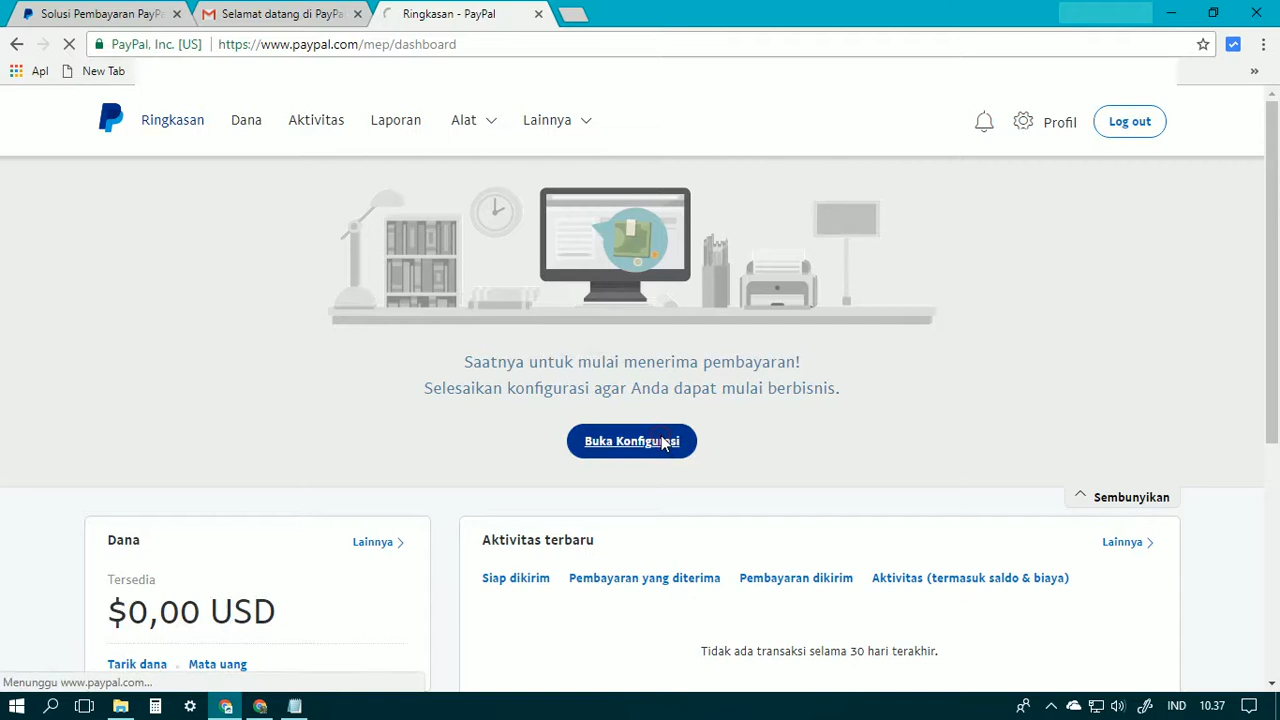 Solusi Pembayaran PayPa
Selamat datang di PayPa
Ringkasan - PayPal
PayPal, Inc. [US]
https://www.paypal.com/mep/dashboard
Apl
New Tab
»
Ringkasan
Dana
Aktivitas
Laporan
Alat
Lainnya
Profil
Log out
Saatnya untuk mulai menerima pembayaran!
Selesaikan konfigurasi agar Anda dapat mulai berbisnis.
Buka Konfigurasi
Sembunyikan
Dana
Lainnya
Aktivitas terbaru
Lainnya
Tersedia
Siap dikirim
Pembayaran yang diterima
Pembayaran dikirim
Aktivitas (termasuk saldo & biaya)
$0,00 USD
Tidak ada transaksi selama 30 hari terakhir.
Tarik dana
Mata uang
Menunggu www.paypal.com...
IND
10.37